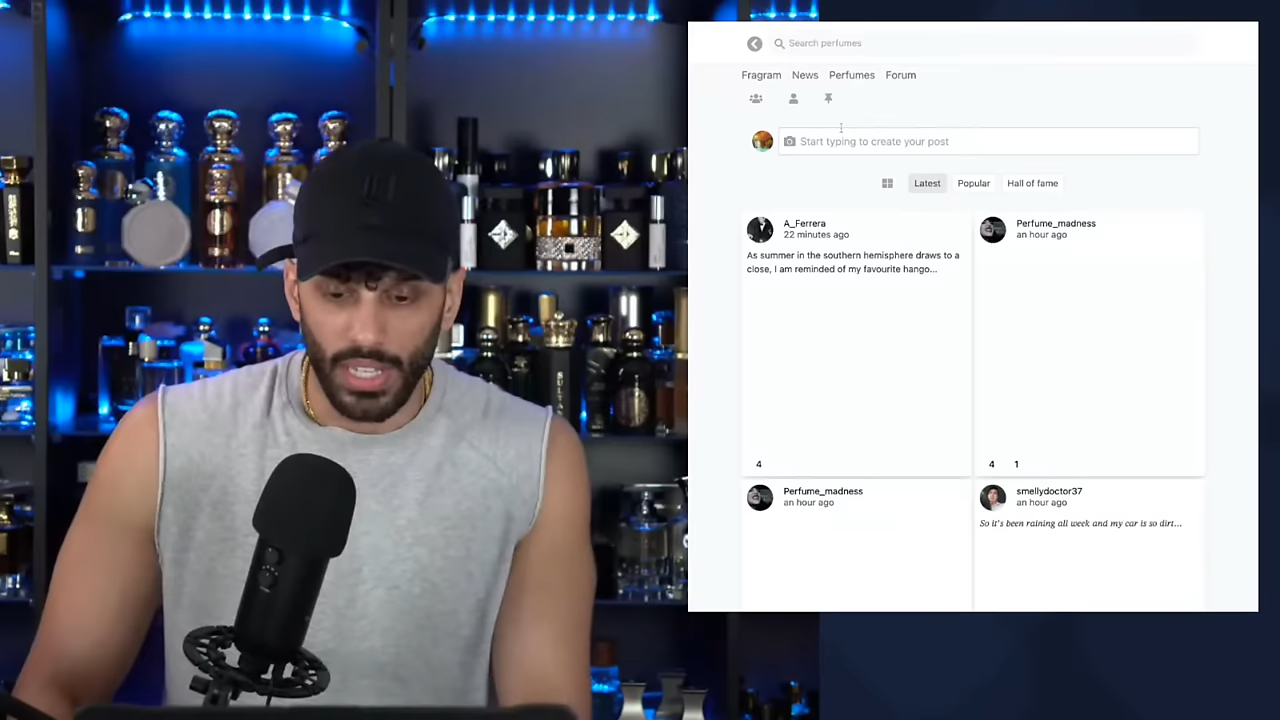 Search perfumes
Fragram News Perfumes Forum
Start typing to create your post
Latest Popular Hall of fame
A_Ferrera
22 minutes ago
As summer in the southern hemisphere draws to a
close, I am reminded of my favourite hango...
4
Perfume_madness
an hour ago
4 1
Perfume_madness
an hour ago
smellydoctor37
an hour ago
So it's been raining all week and my car is so dirt...